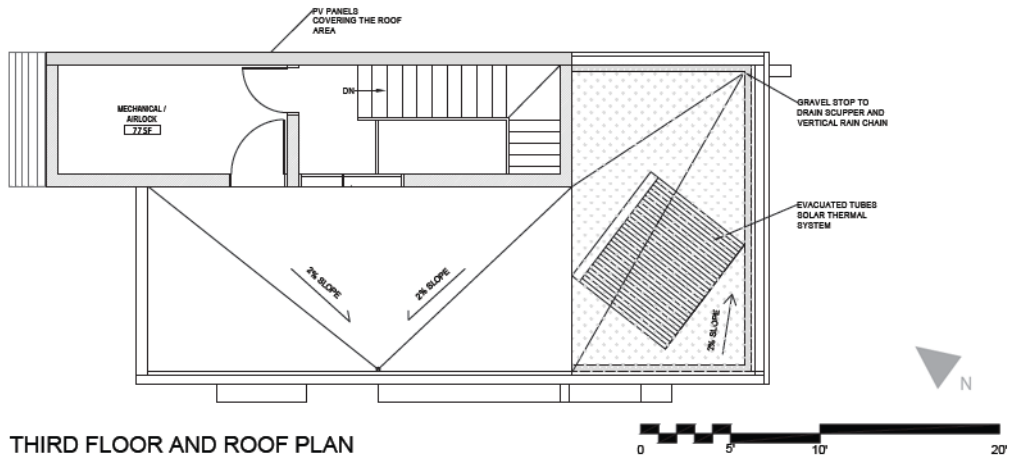 PV PANELS
COVERING THE ROOF
AREA
MECHANICAL /
AIRLOCK
77 SF
DN
GRAVEL STOP TO
DRAIN SCUPPER AND
VERTICAL RAIN CHAIN
EVACUATED TUBES
SOLAR THERMAL
SYSTEM
2% SLOPE
2% SLOPE
2% SLOPE
N
THIRD FLOOR AND ROOF PLAN
0 5' 10' 20'